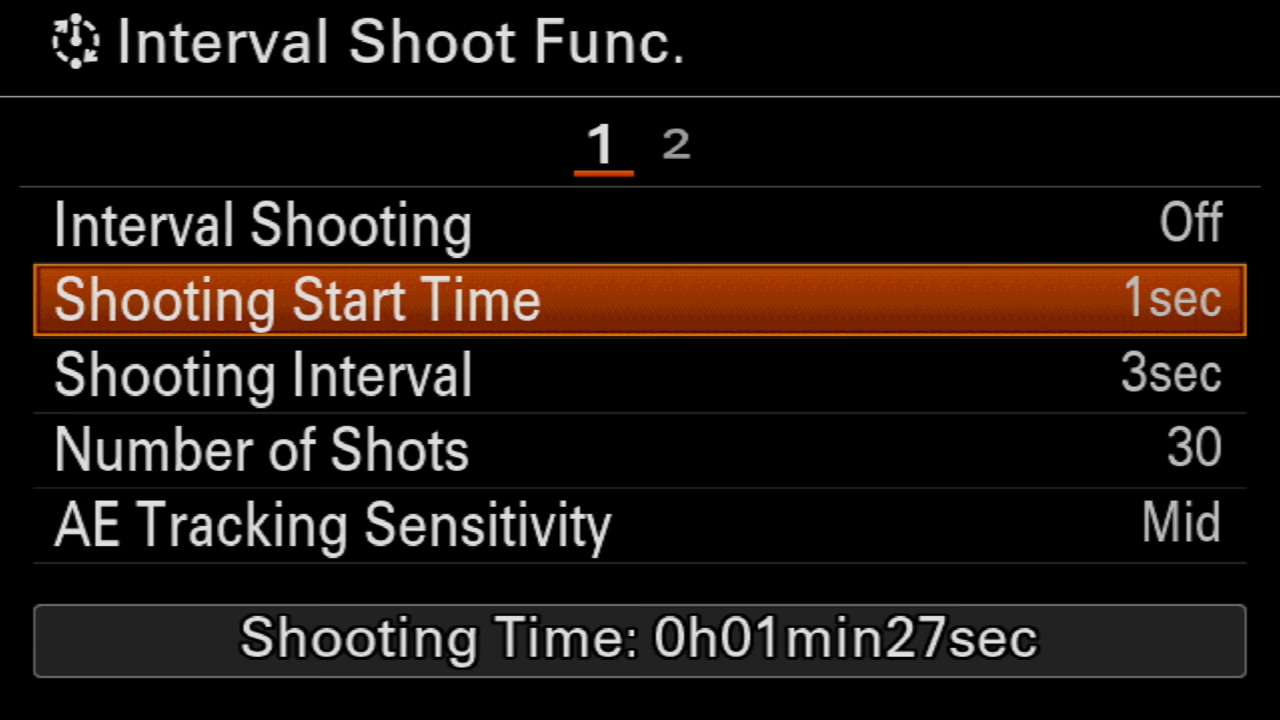 Interval Shoot Func.
1 2
Interval Shooting Off
Shooting Start Time 1sec
Shooting Interval 3sec
Number of Shots 30
AE Tracking Sensitivity Mid
Shooting Time: 0h01min27sec